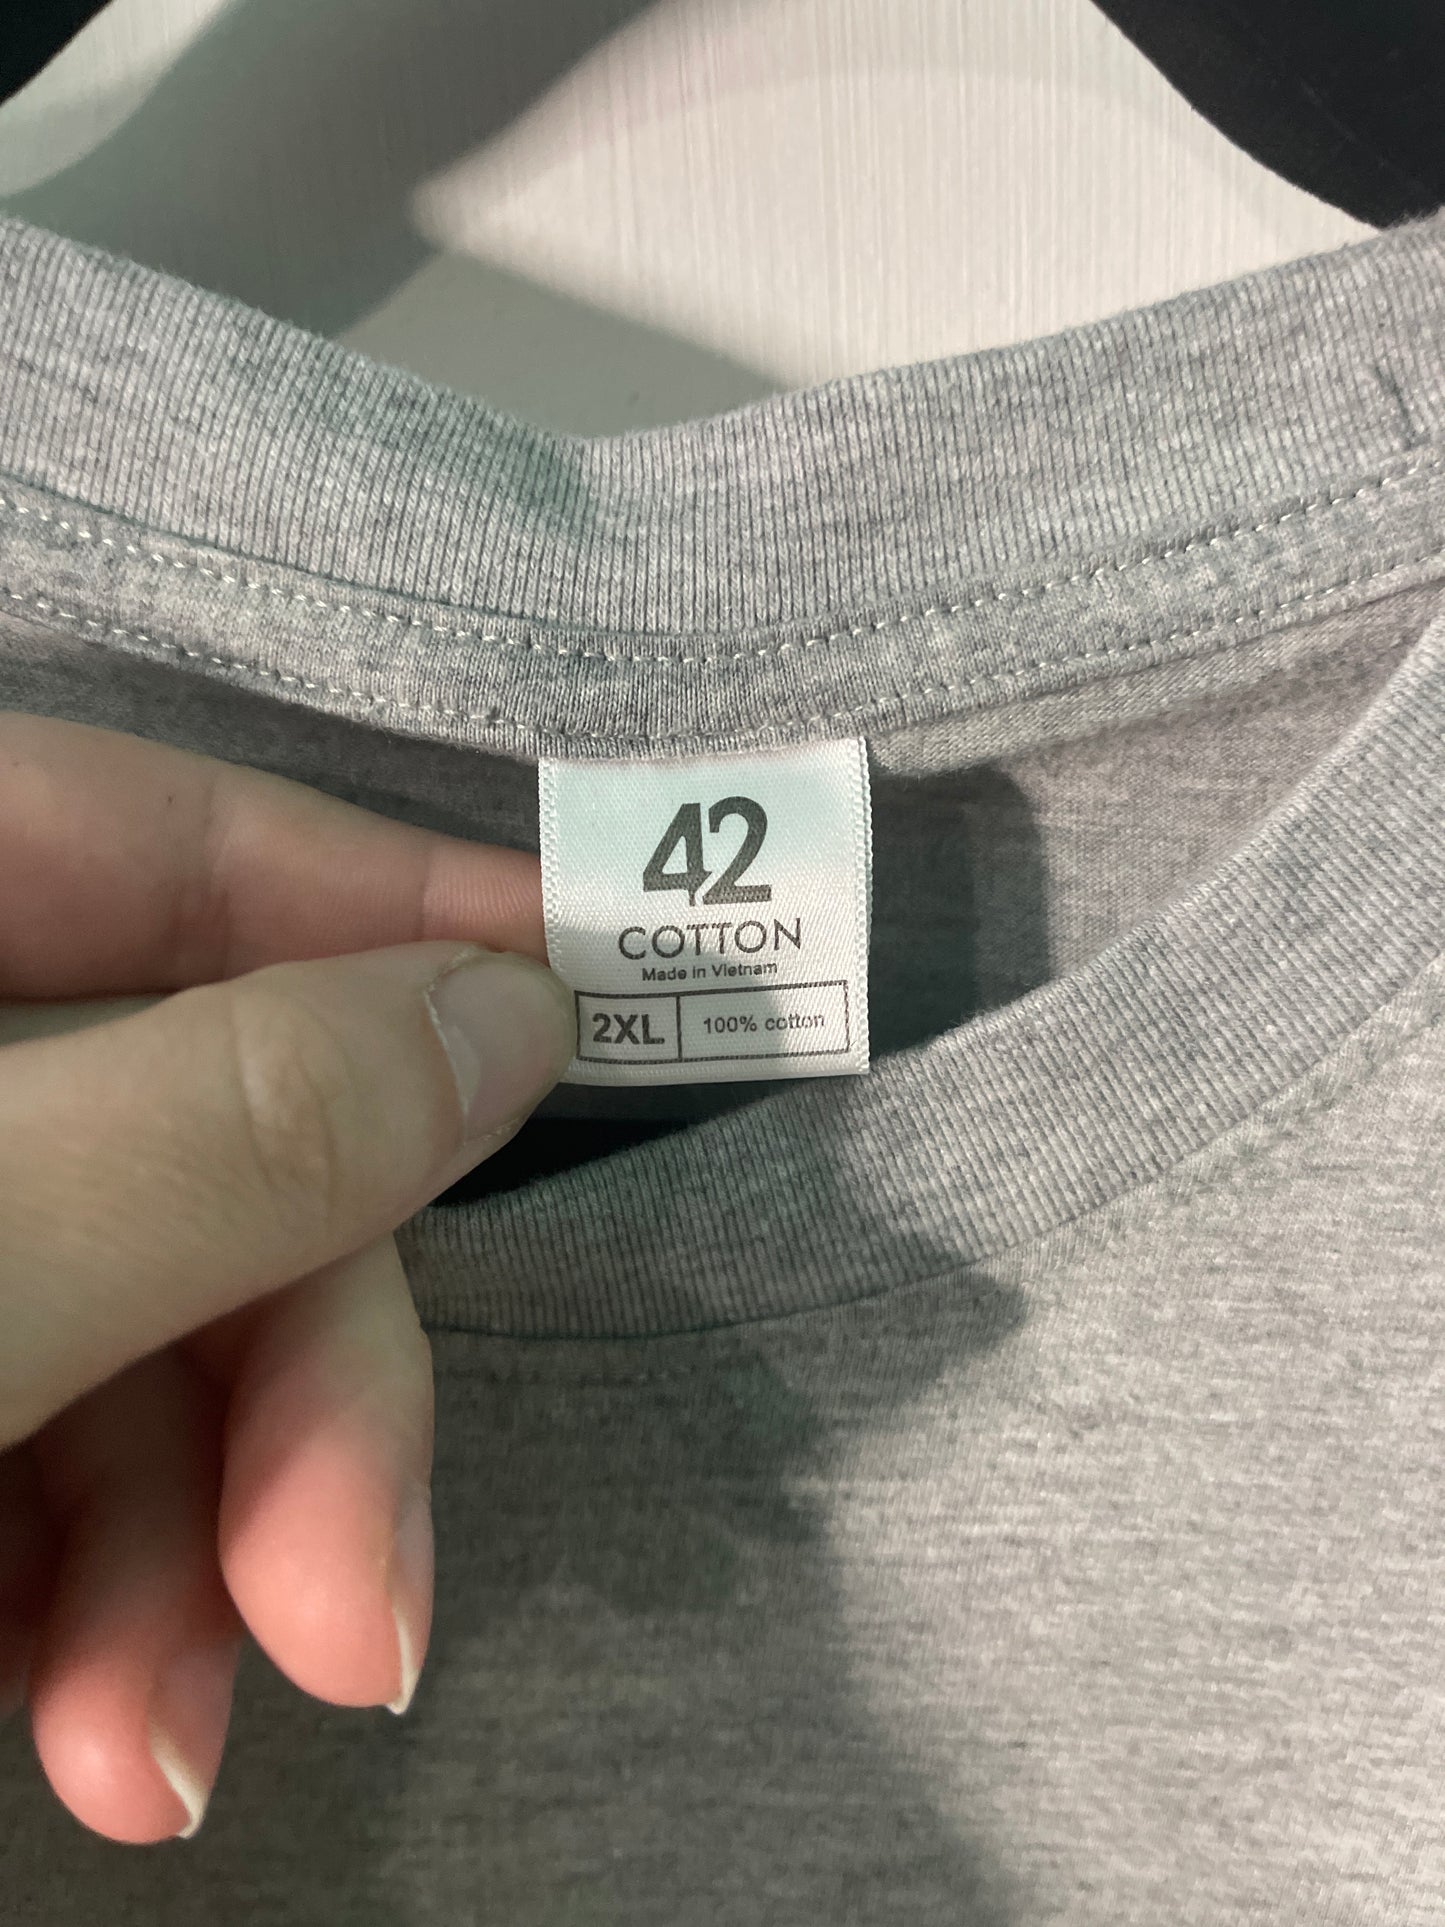 42
COTTON
Made in Vietnam
2XL 100% cotton